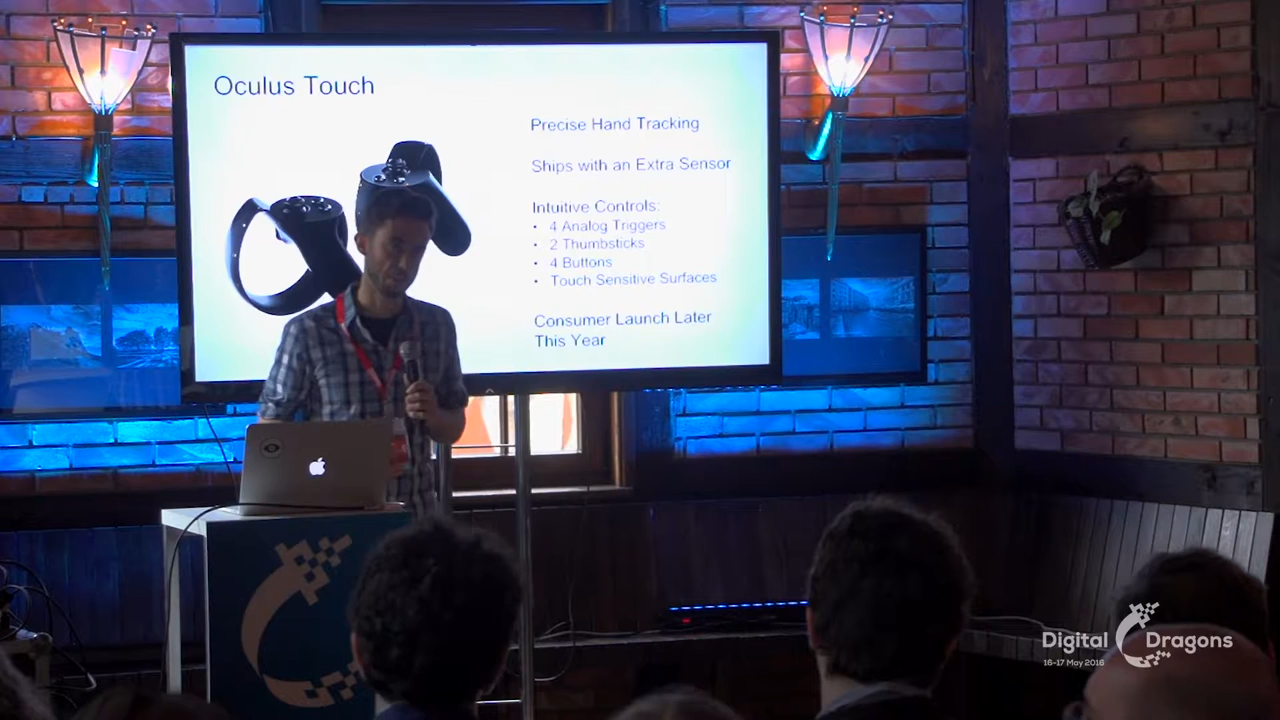 Oculus Touch
Precise Hand Tracking
Ships with an Extra Sensor
Intuitive Controls:
• 4 Analog Triggers
• 2 Thumbsticks
• 4 Buttons
• Touch Sensitive Surfaces
Consumer Launch Later
This Year
Digital Dragons
16-17 May 2016